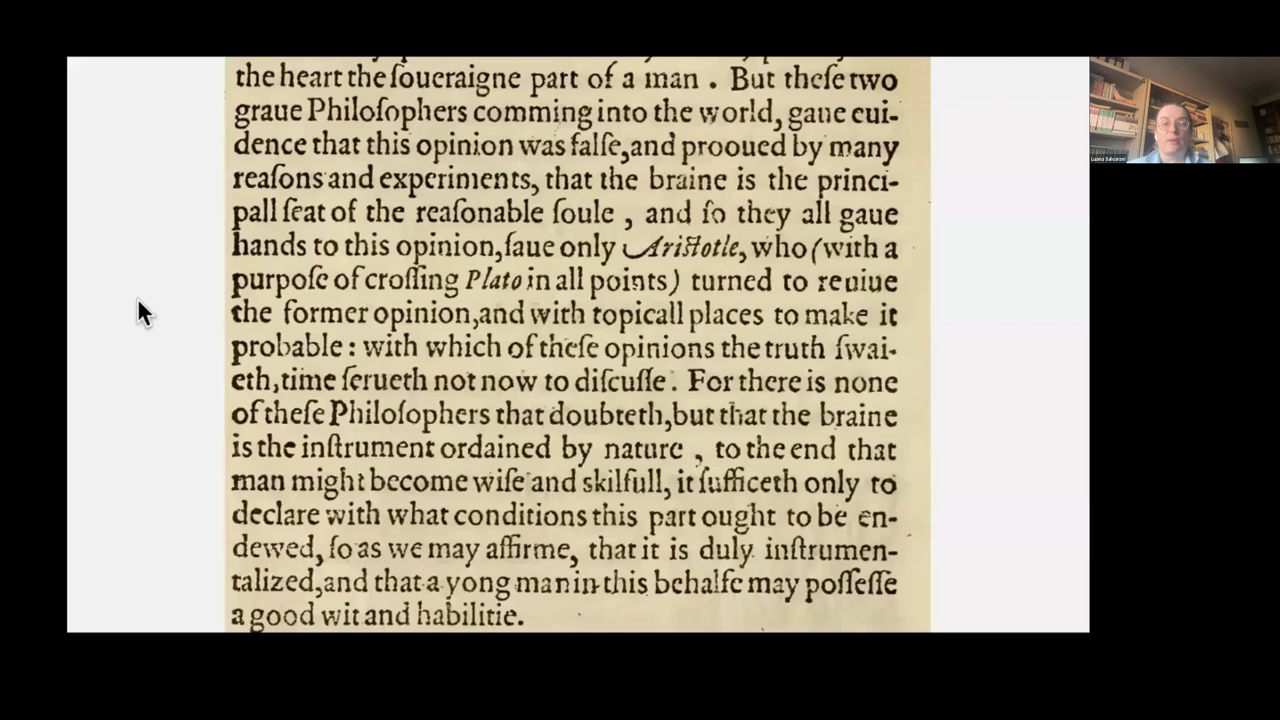 the heart the ſoueraigne part of a man . But theſe two
graue Philoſophers comming into the world, gaue eui-
dence that this opinion was falſe,and prooued by many
reaſons and experiments, that the braine is the princi-
pall ſeat of the reaſonable ſoule , and ſo they all gaue
hands to this opinion,ſaue only Ariſtotle, who (with a
purpoſe of croſſing Plato in all points) turned to reuiue
the former opinion,and with topicall places to make it
probable : with which of theſe opinions the truth ſwai-
eth,time ſerueth not now to diſcuſſe . For there is none
of theſe Philoſophers that doubteth,but that the braine
is the inſtrument ordained by nature , to the end that
man might become wiſe and skilfull, it ſufficeth only to
declare with what conditions this part ought to be en-
dewed, ſo as we may affirme, that it is duly inſtrumen-
talized,and that a yong man in this behalfe may poſſeſſe
a good wit and habilitie.
Luana Salvarani